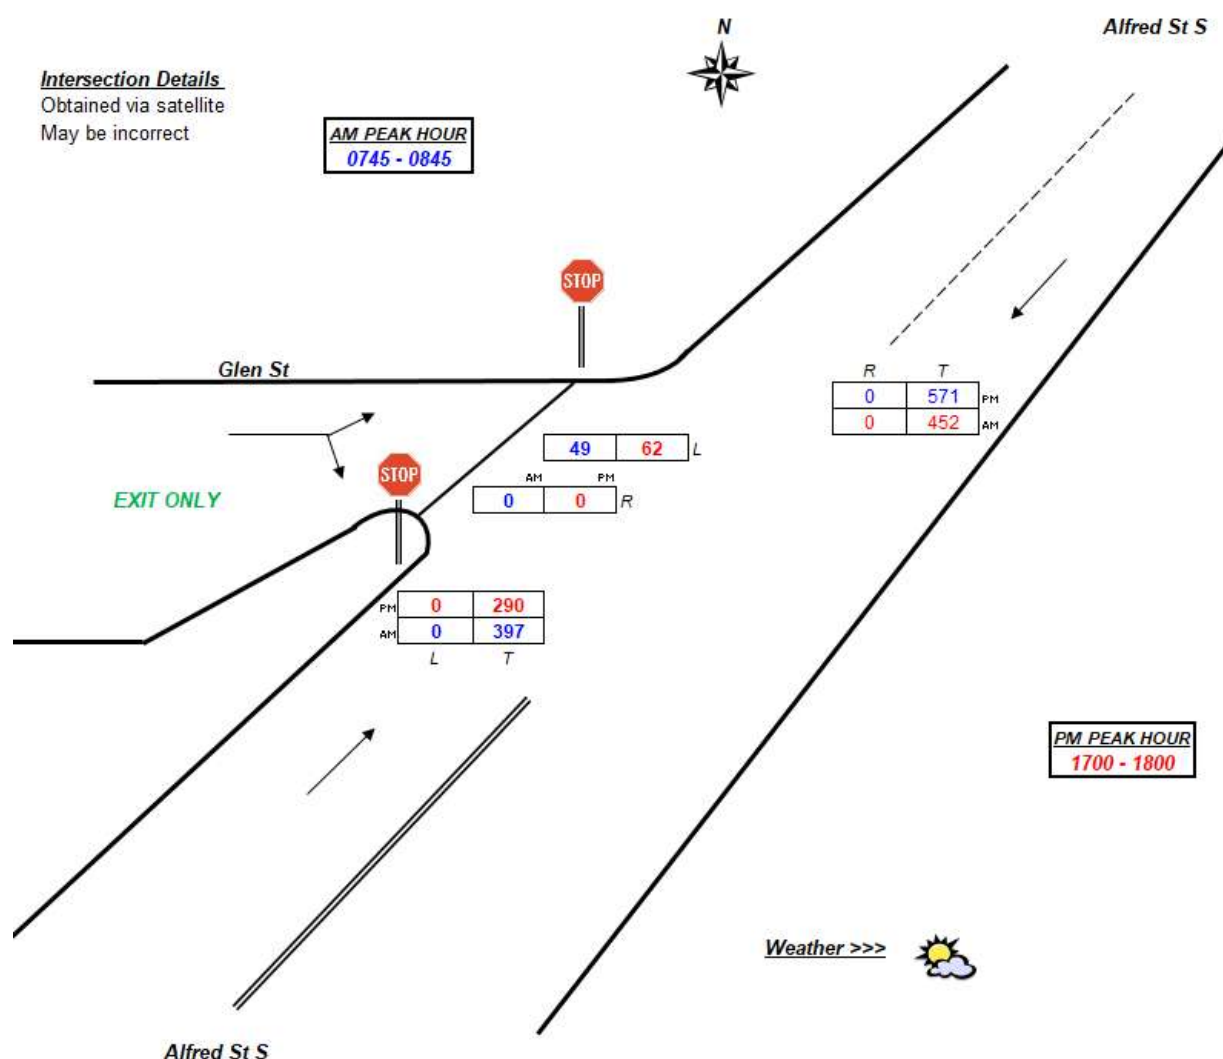 N
Alfred St S
Intersection Details
Obtained via satellite
May be incorrect
AM PEAK HOUR
0745 - 0845
STOP
Glen St
R T
0 571 PM
0 452 AM
49 62 L
AM PM
STOP
EXIT ONLY
0 0 R
PM 0 290
AM 0 397
L T
PM PEAK HOUR
1700 - 1800
Weather >>>
Alfred St S